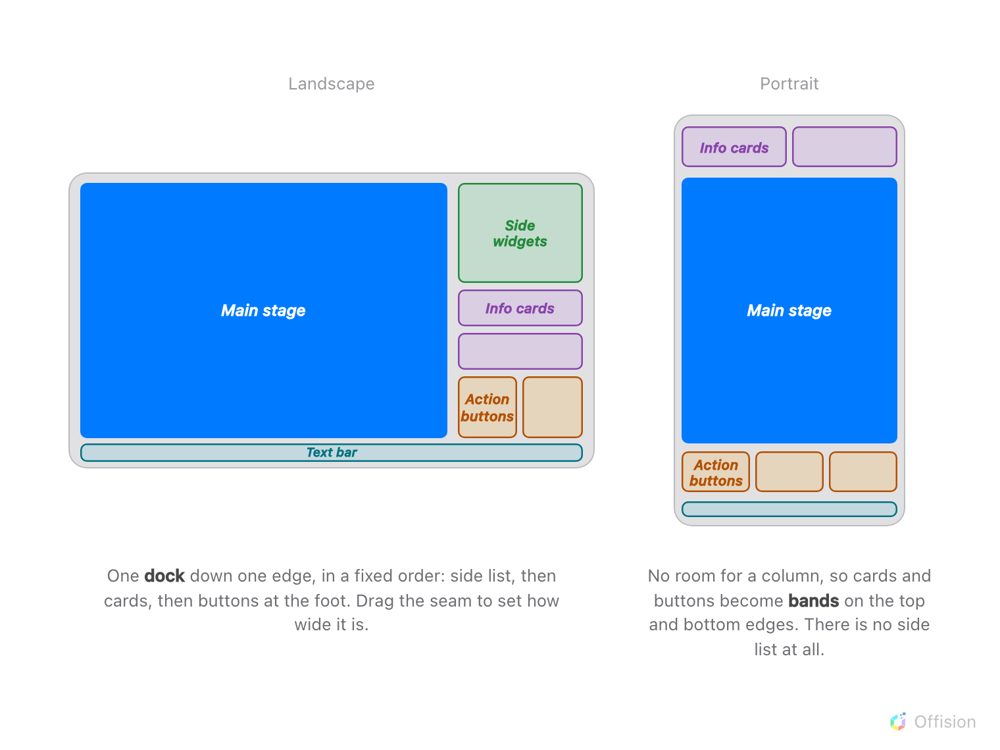 Landscape
Portrait
Info cards
Side
widgets
Main stage
Info cards
Main stage
Action
buttons
Text bar
Action
buttons
One dock down one edge, in a fixed order: side list, then
cards, then buttons at the foot. Drag the seam to set how
wide it is.
No room for a column, so cards and
buttons become bands on the top
and bottom edges. There is no side
list at all.
Offision